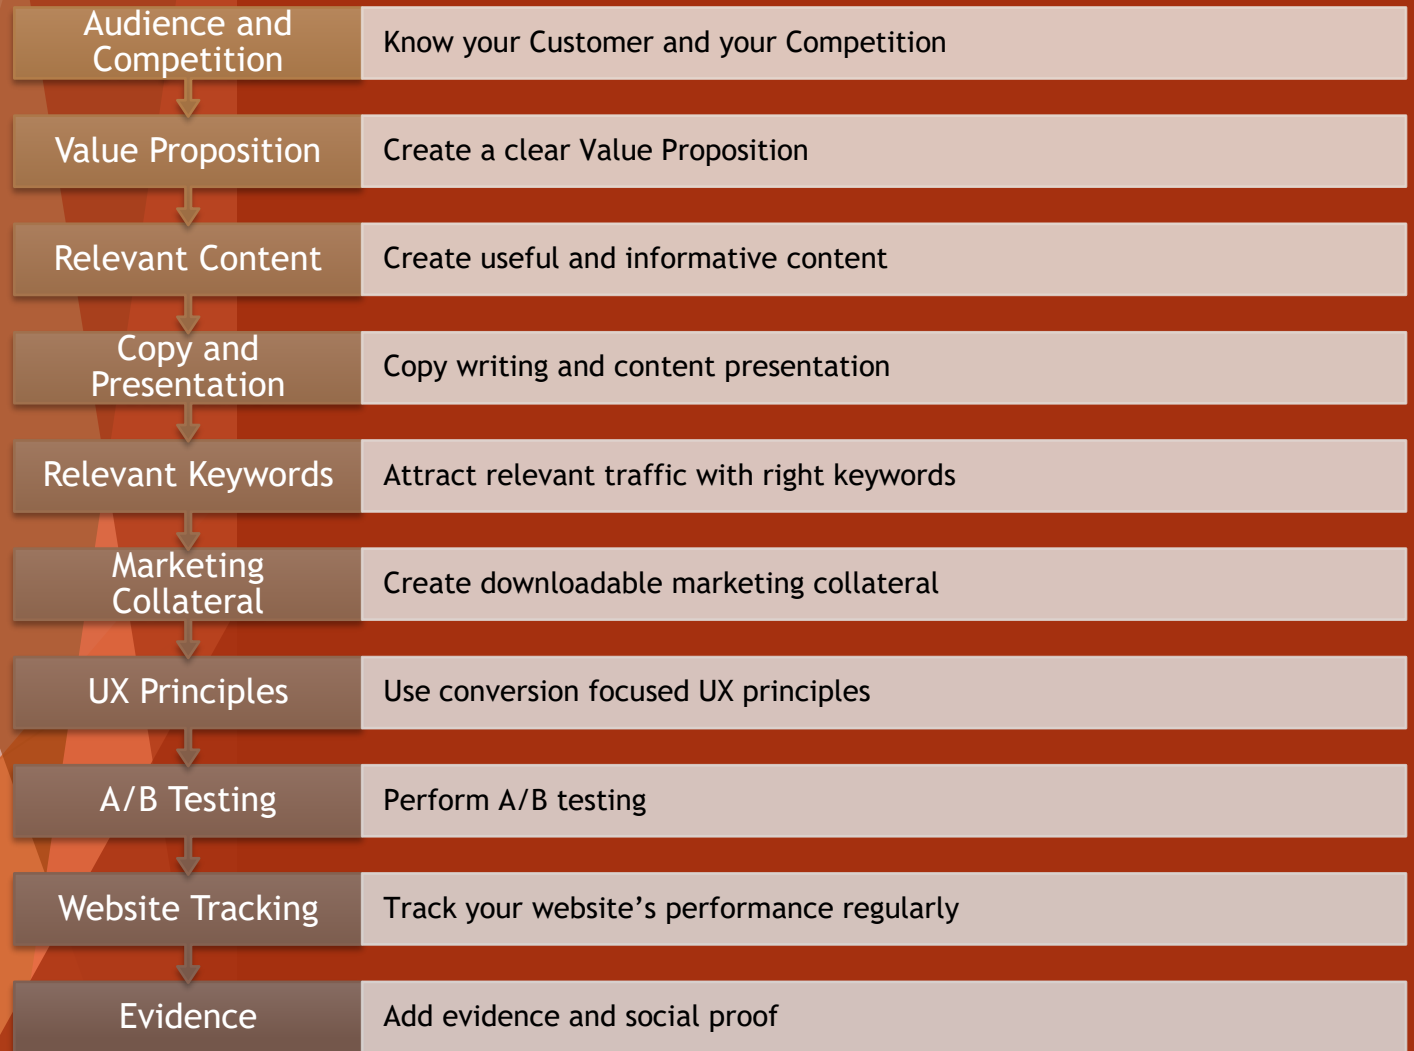 Audience and
Competition
Know your Customer and your Competition
Value Proposition
Create a clear Value Proposition
Relevant Content
Create useful and informative content
Copy and
Presentation
Copy writing and content presentation
Relevant Keywords
Attract relevant traffic with right keywords
Marketing
Collateral
Create downloadable marketing collateral
UX Principles
Use conversion focused UX principles
A/B Testing
Perform A/B testing
Website Tracking
Track your website’s performance regularly
Evidence
Add evidence and social proof